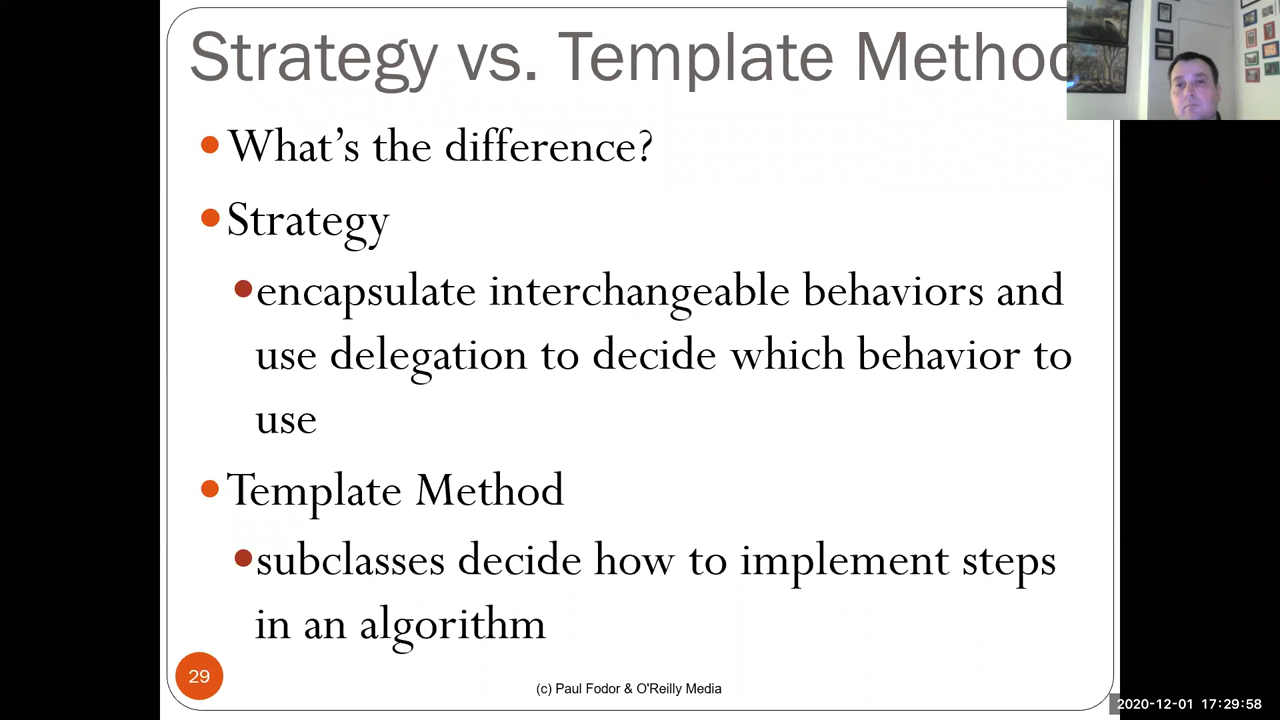 Strategy vs. Template Method
What's the difference?
Strategy
encapsulate interchangeable behaviors and
use delegation to decide which behavior to
use
Template Method
subclasses decide how to implement steps
in an algorithm
29
(c) Paul Fodor & O'Reilly Media
2020-12-01 17:29:58